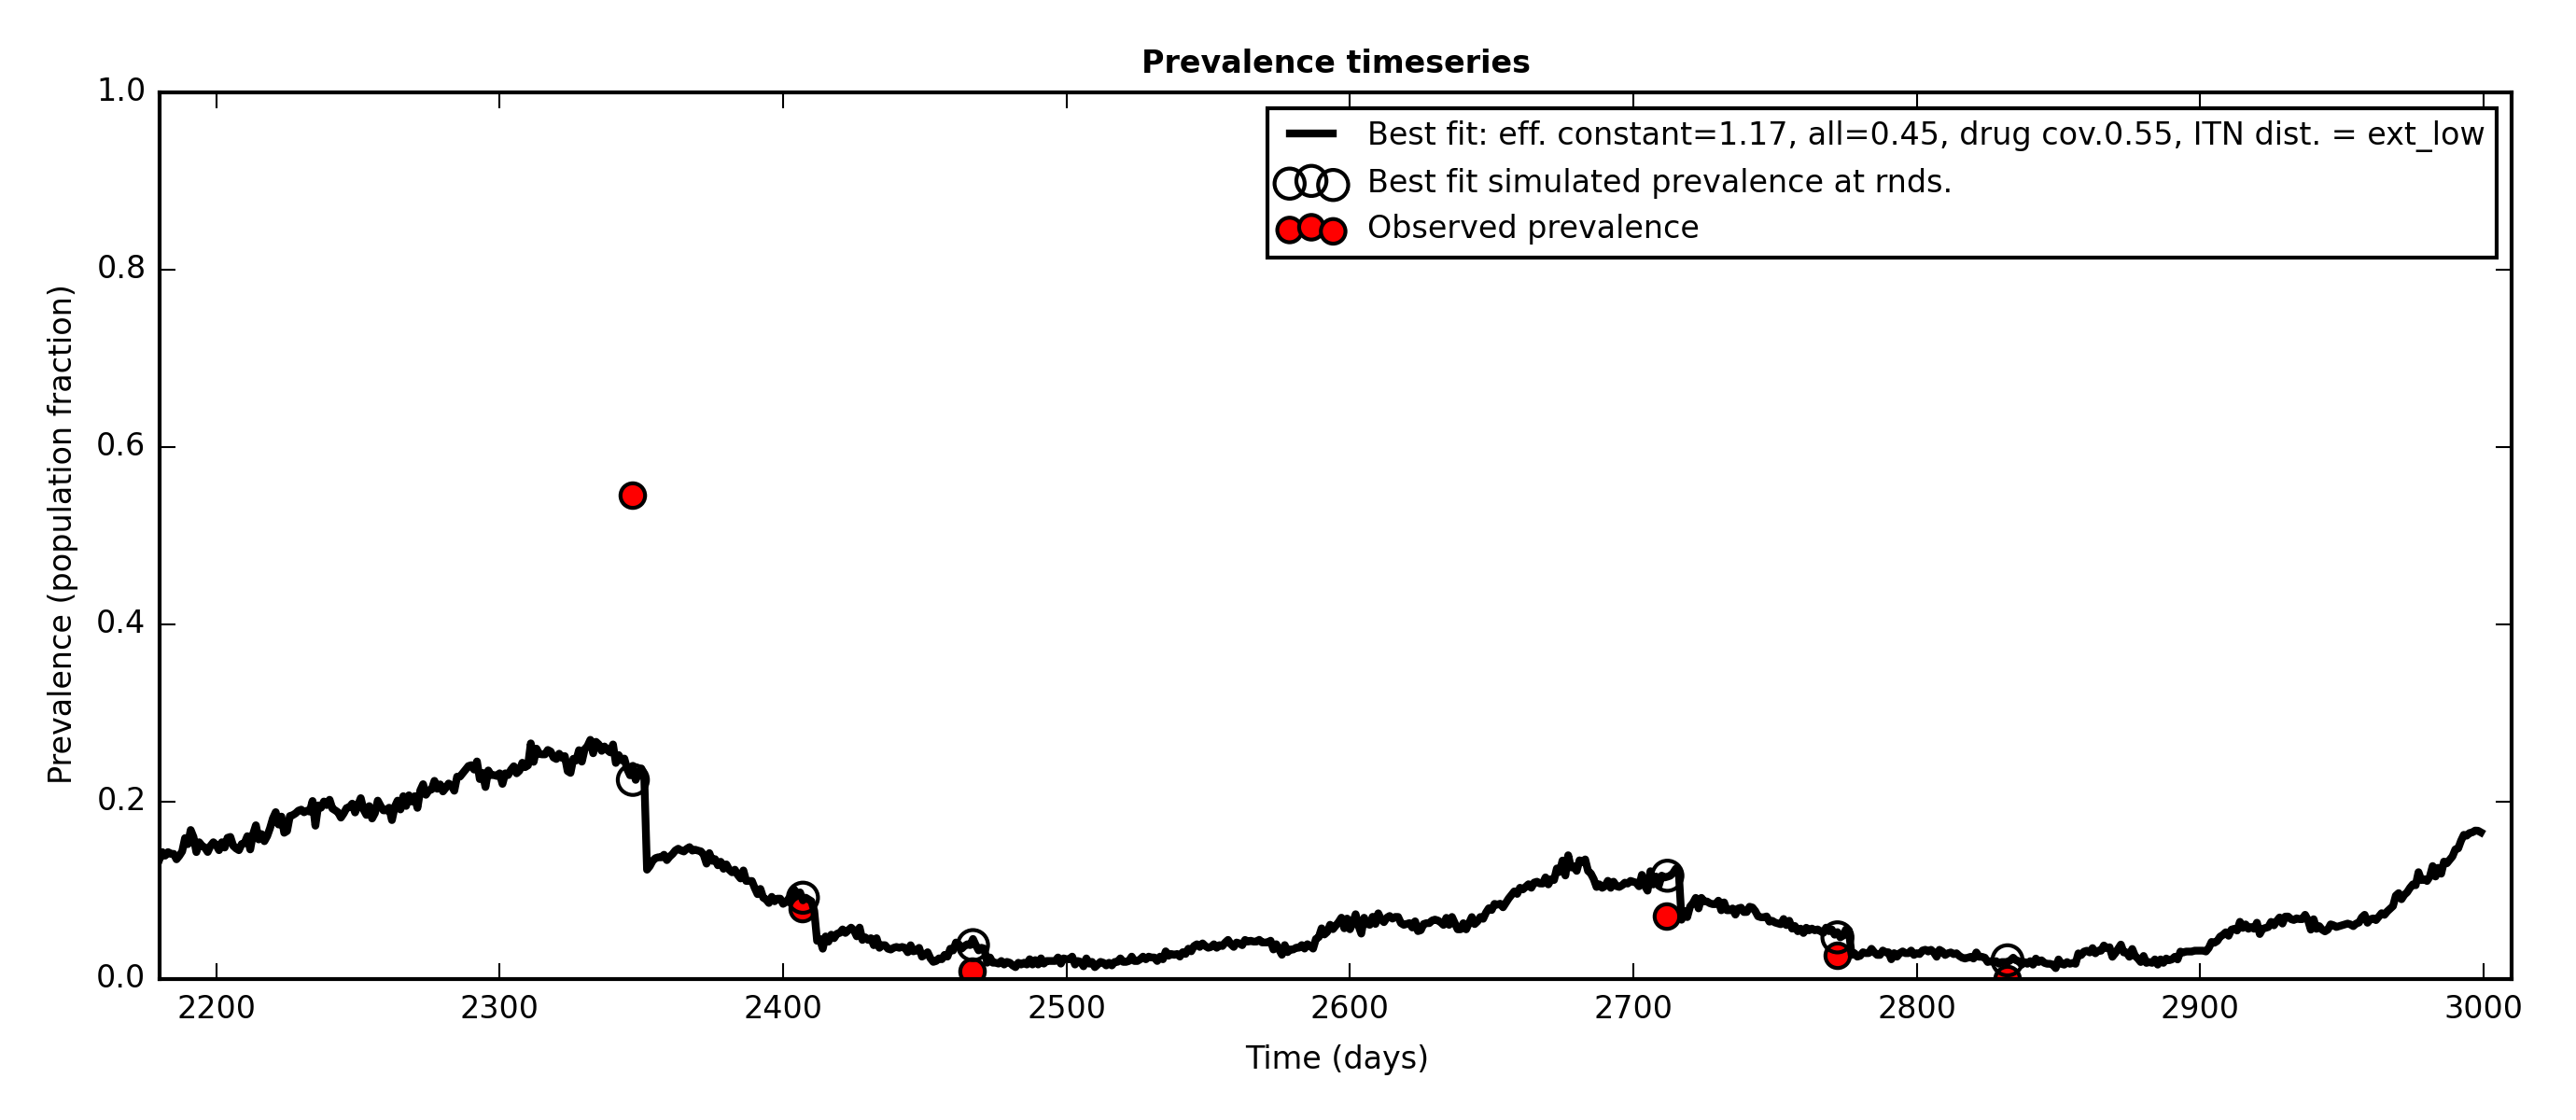 Prevalence timeseries
1.0
0.8
0.6
0.4
0.2
0.0
Prevalence (population fraction)
Best fit: eff. constant=1.17, all=0.45, drug cov.0.55, ITN dist. = ext_low
Best fit simulated prevalence at rnds.
Observed prevalence
2200 2300 2400 2500 2600 2700 2800 2900 3000
Time (days)